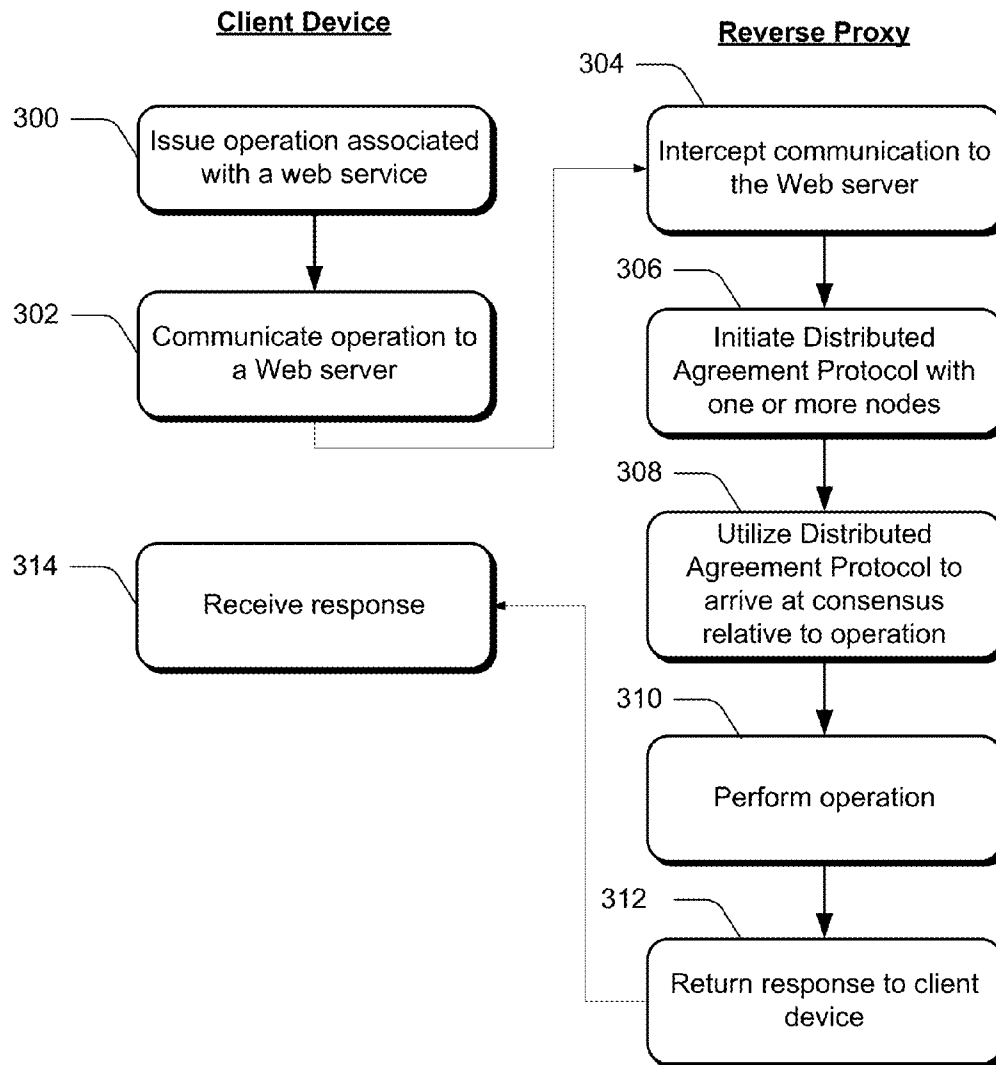 Client Device
Reverse Proxy
300
Issue operation associated
with a web service
302
Communicate operation to
a Web server
304
Intercept communication to
the Web server
306
Initiate Distributed
Agreement Protocol with
one or more nodes
308
Utilize Distributed
Agreement Protocol to
arrive at consensus
relative to operation
310
Perform operation
312
Return response to client
device
314
Receive response